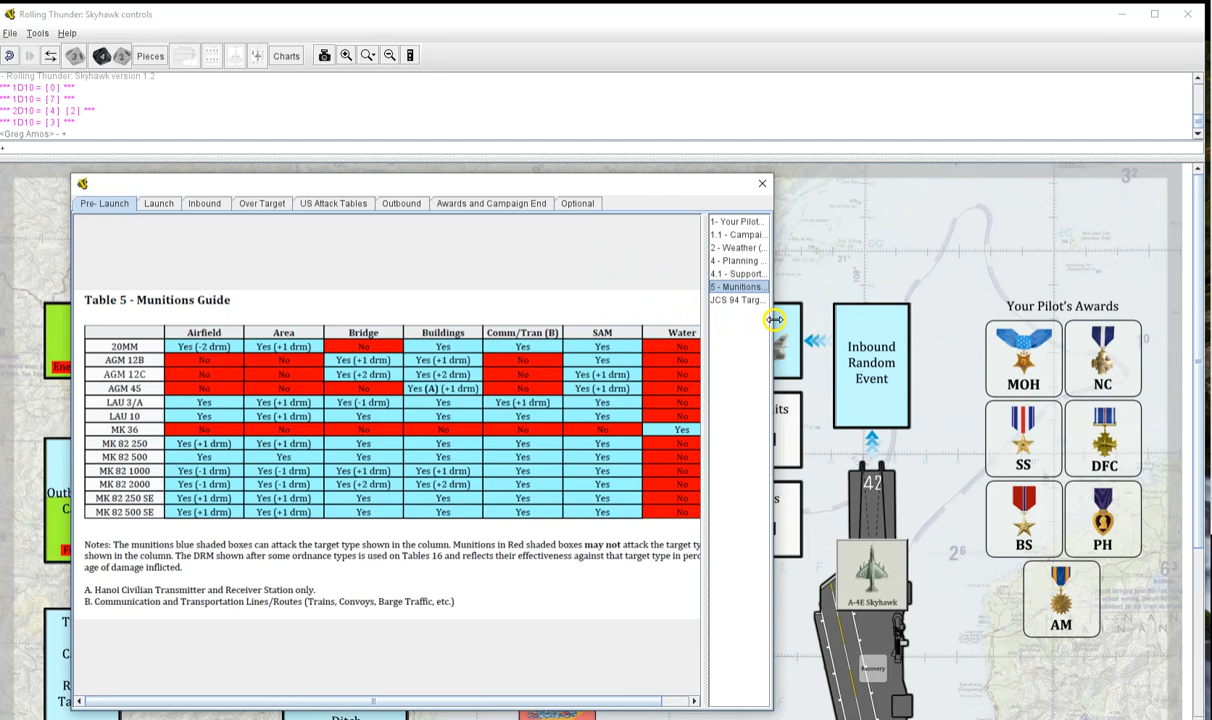 Rolling Thunder: Skyhawk controls
File Tools Help
3 4 2 Pieces Charts
- Rolling Thunder: Skyhawk version 1.2
*** 1D10 = [ 0 ] ***
*** 1D10 = [ 7 ] ***
*** 2D10 = [ 4 ] [ 2 ] ***
*** 1D10 = [ 3 ] ***
<Greg Amos> - +
+
Pre- Launch Launch Inbound Over Target US Attack Tables Outbound Awards and Campaign End Optional
1- Your Pilot...
1.1 - Campai...
2 - Weather (...
4 - Planning ...
4.1 - Support...
5 - Munitions...
JCS 94 Targ...
Table 5 - Munitions Guide
Airfield Area Bridge Buildings Comm/Tran (B) SAM Water
20MM Yes (-2 drm) Yes (+1 drm) No Yes Yes Yes No
AGM 12B No No Yes (+1 drm) Yes (+1 drm) No Yes No
AGM 12C No No Yes (+2 drm) Yes (+2 drm) No Yes (+1 drm) No
AGM 45 No No No Yes (A) (+1 drm) No Yes (+1 drm) No
LAU 3/A Yes Yes (+1 drm) Yes (-1 drm) Yes Yes (+1 drm) Yes No
LAU 10 Yes Yes (+1 drm) Yes Yes Yes Yes No
MK 36 No No No No No No Yes
MK 82 250 Yes (+1 drm) Yes (+1 drm) Yes Yes Yes Yes No
MK 82 500 Yes Yes Yes Yes Yes Yes No
MK 82 1000 Yes (-1 drm) Yes (-1 drm) Yes (+1 drm) Yes (+1 drm) Yes Yes No
MK 82 2000 Yes (-1 drm) Yes (-1 drm) Yes (+2 drm) Yes (+2 drm) Yes Yes No
MK 82 250 SE Yes (+1 drm) Yes (+1 drm) Yes Yes Yes Yes No
MK 82 500 SE Yes (+1 drm) Yes (+1 drm) Yes Yes Yes Yes No
Notes: The munitions blue shaded boxes can attack the target type shown in the column. Munitions in Red shaded boxes may not attack the target ty
shown in the column. The DRM shown after some ordnance types is used on Tables 16 and reflects their effectiveness against that target type in perc
age of damage inflicted.
A. Hanoi Civilian Transmitter and Receiver Station only.
B. Communication and Transportation Lines/Routes (Trains, Convoys, Barge Traffic, etc.)
Inbound
Random
Event
42
A-4E Skyhawk
Recovery
Your Pilot's Awards
MOH NC
SS DFC
BS PH
AM
Ditch